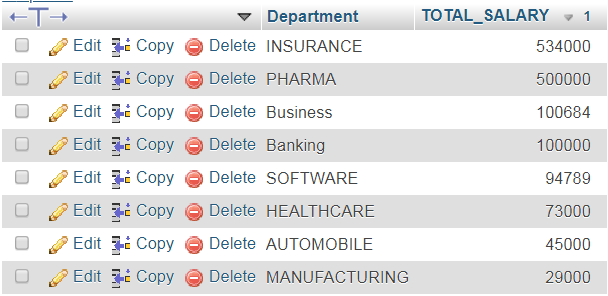 Department TOTAL_SALARY 1
Edit Copy Delete INSURANCE 534000
Edit Copy Delete PHARMA 500000
Edit Copy Delete Business 100684
Edit Copy Delete Banking 100000
Edit Copy Delete SOFTWARE 94789
Edit Copy Delete HEALTHCARE 73000
Edit Copy Delete AUTOMOBILE 45000
Edit Copy Delete MANUFACTURING 29000